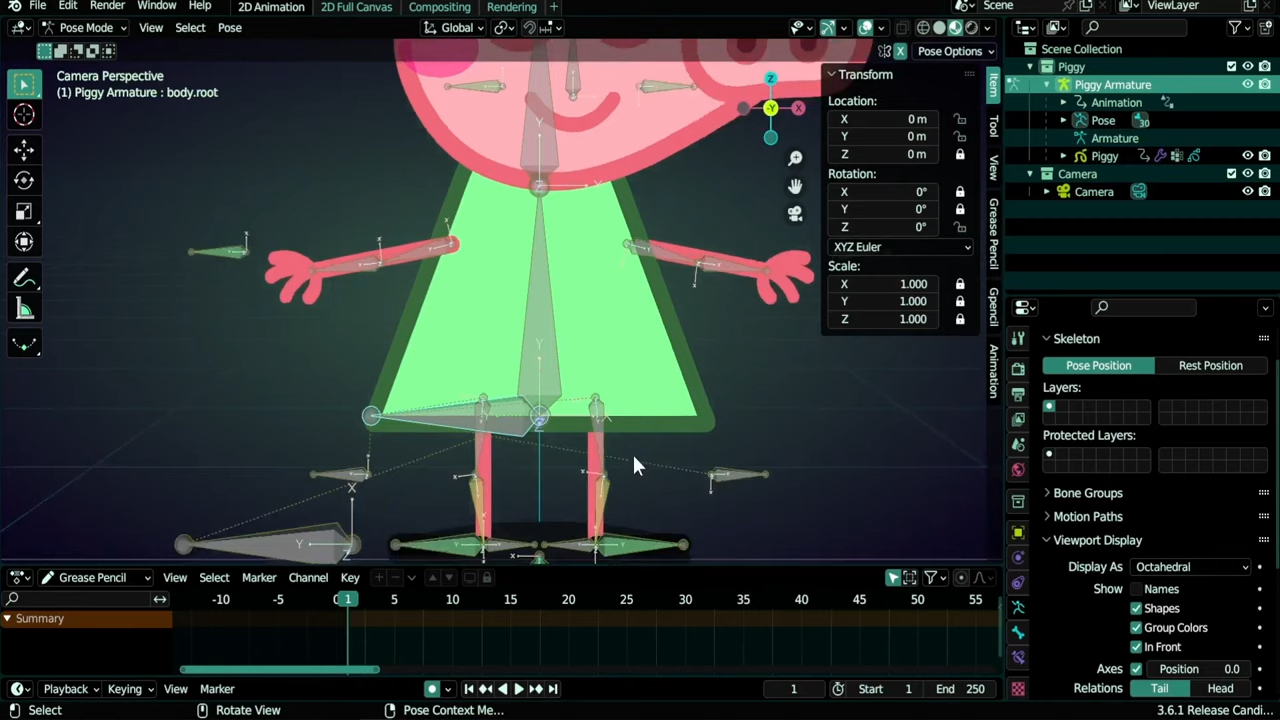 File Edit Render Window Help 2D Animation 2D Full Canvas Compositing Rendering + Scene ViewLayer
Pose Mode View Select Pose Global
X Pose Options
Camera Perspective
(1) Piggy Armature : body.root
Transform
Location:
X 0 m
Y 0 m
Z 0 m
Rotation:
X 0°
Y 0°
Z 0°
XYZ Euler
Scale:
X 1.000
Y 1.000
Z 1.000
Item
Tool
View
Grease Pencil
Gpencil
Animation
Z
-Y
X
Scene Collection
Piggy
Piggy Armature
Animation
Pose 30
Armature
Piggy
Camera
Camera
Skeleton
Pose Position Rest Position
Layers:
Protected Layers:
Bone Groups
Motion Paths
Viewport Display
Display As Octahedral
Show Names
Shapes
Group Colors
In Front
Axes Position 0.0
Relations Tail Head
Grease Pencil View Select Marker Channel Key
-10 -5 0 1 5 10 15 20 25 30 35 40 45 50 55
Summary
Playback Keying View Marker 1 Start 1 End 250
Select Rotate View Pose Context Me... 3.6.1 Release Candi...